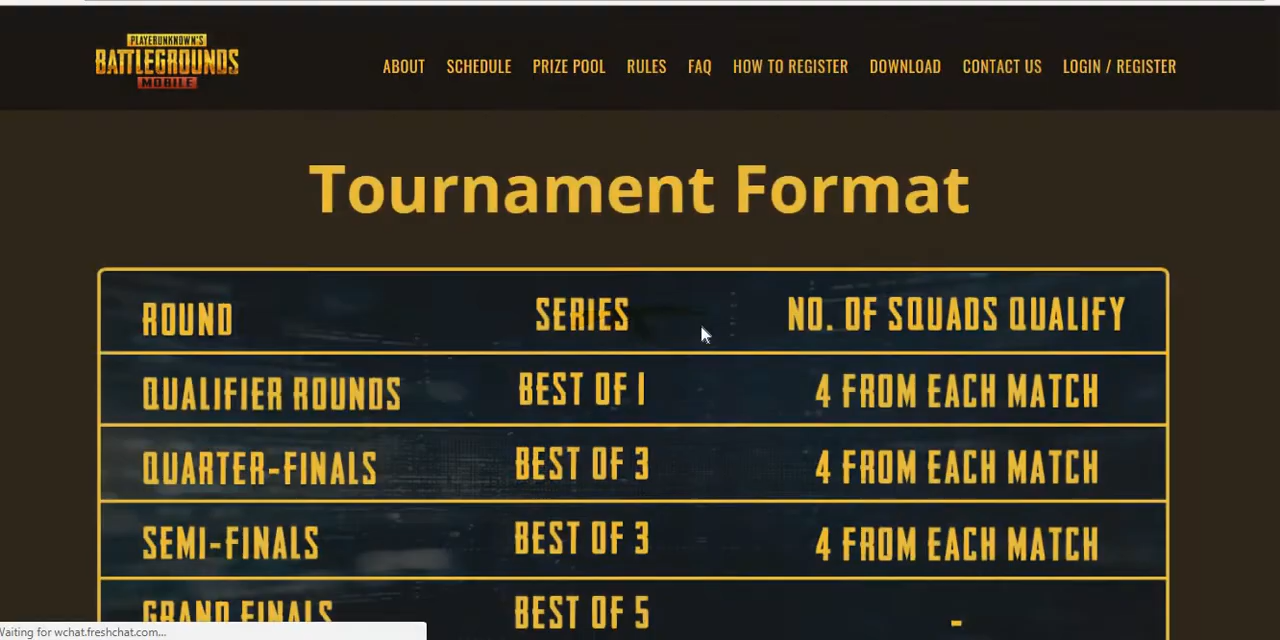 PLAYERUNKNOWN'S
BATTLEGROUNDS
MOBILE
ABOUT SCHEDULE PRIZE POOL RULES FAQ HOW TO REGISTER DOWNLOAD CONTACT US LOGIN / REGISTER
Tournament Format
ROUND SERIES NO. OF SQUADS QUALIFY
QUALIFIER ROUNDS BEST OF 1 4 FROM EACH MATCH
QUARTER-FINALS BEST OF 3 4 FROM EACH MATCH
SEMI-FINALS BEST OF 3 4 FROM EACH MATCH
GRAND FINALS BEST OF 5 -
Waiting for wchat.freshchat.com...